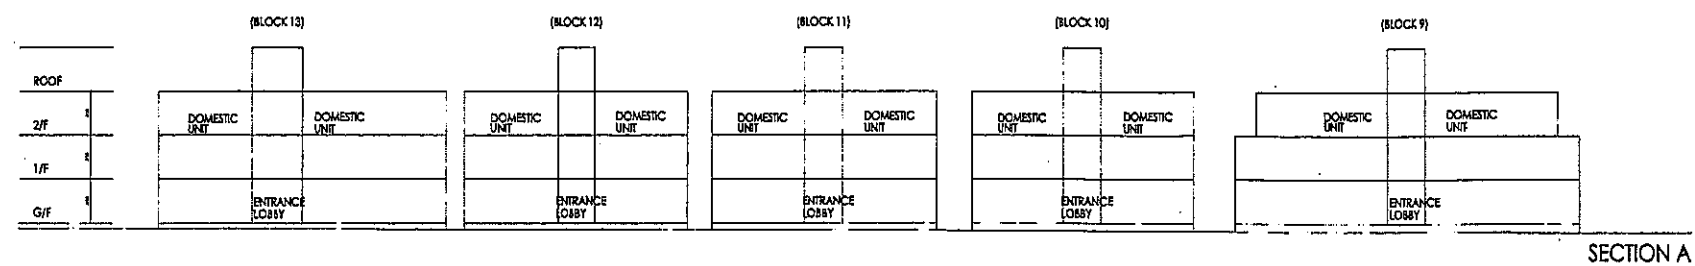 (BLOCK 13)
(BLOCK 12)
(BLOCK 11)
(BLOCK 10)
(BLOCK 9)
ROOF
2/F
DOMESTIC
UNIT
DOMESTIC
UNIT
DOMESTIC
UNIT
DOMESTIC
UNIT
DOMESTIC
UNIT
DOMESTIC
UNIT
DOMESTIC
UNIT
DOMESTIC
UNIT
DOMESTIC
UNIT
DOMESTIC
UNIT
1/F
G/F
ENTRANCE
LOBBY
ENTRANCE
LOBBY
ENTRANCE
LOBBY
ENTRANCE
LOBBY
ENTRANCE
LOBBY
SECTION A